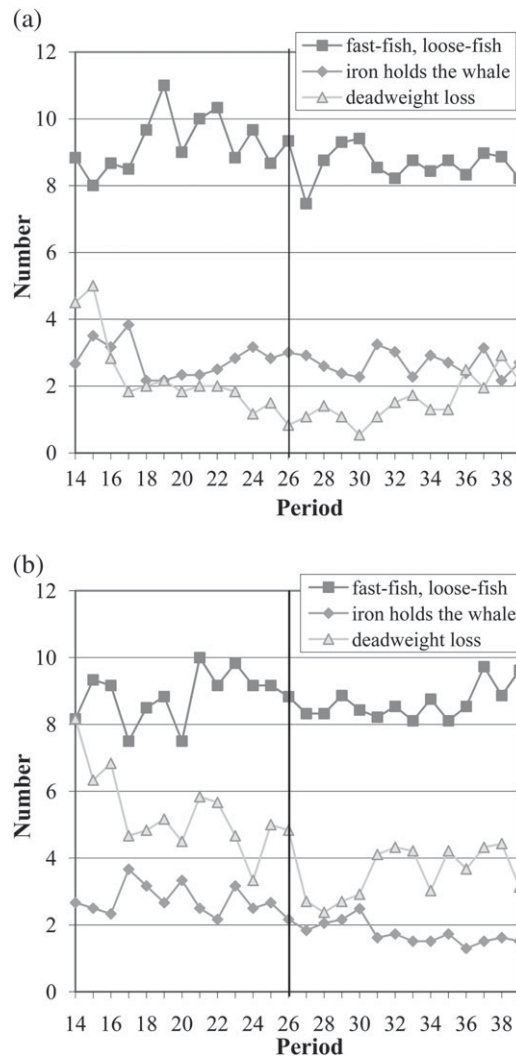 (a)
fast-fish, loose-fish
iron holds the whale
deadweight loss
12
10
8
6
4
2
0
Number
14 16 18 20 22 24 26 28 30 32 34 36 38
Period
(b)
fast-fish, loose-fish
iron holds the whale
deadweight loss
12
10
8
6
4
2
0
Number
14 16 18 20 22 24 26 28 30 32 34 36 38
Period